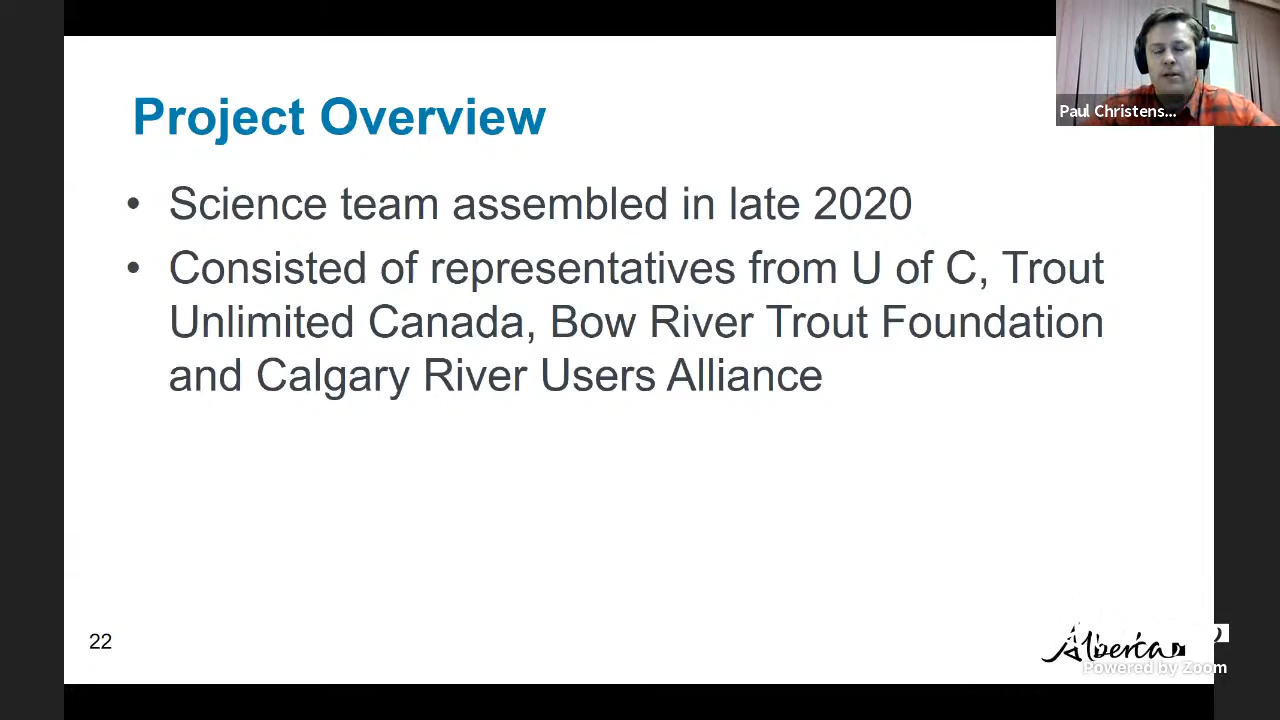 Project Overview
Paul Christens...
• Science team assembled in late 2020
• Consisted of representatives from U of C, Trout
Unlimited Canada, Bow River Trout Foundation
and Calgary River Users Alliance
22
Alberta
Powered by Zoom